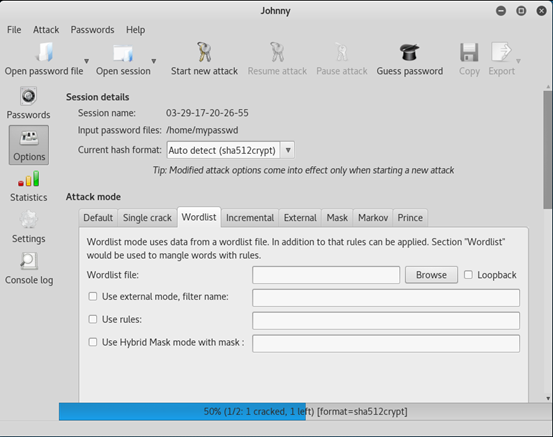 Johnny
File Attack Passwords Help
Open password file Open session Start new attack Resume attack Pause attack Guess password Copy Export
Passwords
Options
Statistics
Settings
Console log
Session details
Session name: 03-29-17-20-26-55
Input password files: /home/mypasswd
Current hash format: Auto detect (sha512crypt)
Tip: Modified attack options come into effect only when starting a new attack
Attack mode
Default Single crack Wordlist Incremental External Mask Markov Prince
Wordlist mode uses data from a wordlist file. In addition to that rules can be applied. Section "Wordlist"
would be used to mangle words with rules.
Wordlist file: Browse Loopback
Use external mode, filter name:
Use rules:
Use Hybrid Mask mode with mask :
50% (1/2: 1 cracked, 1 left) [format=sha512crypt]